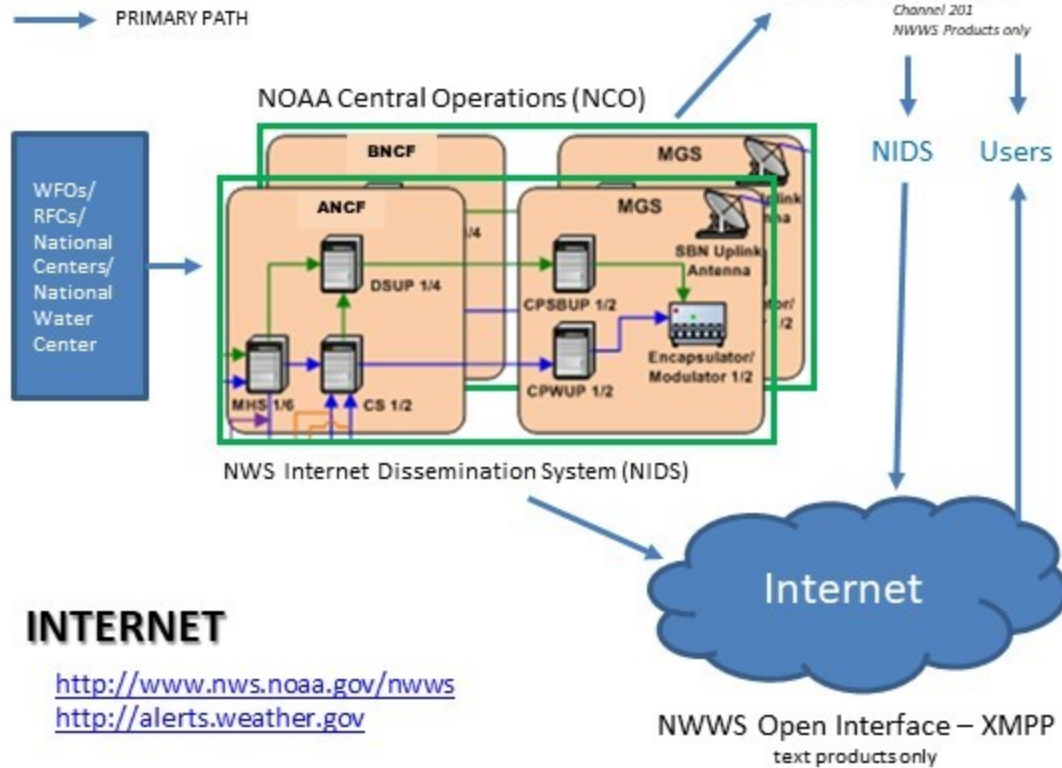 PRIMARY PATH
Channel 201
NWWS Products only
NOAA Central Operations (NCO)
NIDS
Users
BNCF
MGS
WFOs/
RFCs/
National
Centers/
National
Water
Center
ANCF
MGS
/4
SBN Uplink
Antenna
DSUP 1/4
CPSBUP 1/2
Encapsulator/
Modulator 1/2
MHS 1/6
CS 1/2
CPWUP 1/2
NWS Internet Dissemination System (NIDS)
Internet
INTERNET
http://www.nws.noaa.gov/nwws
http://alerts.weather.gov
NWWS Open Interface – XMPP
text products only